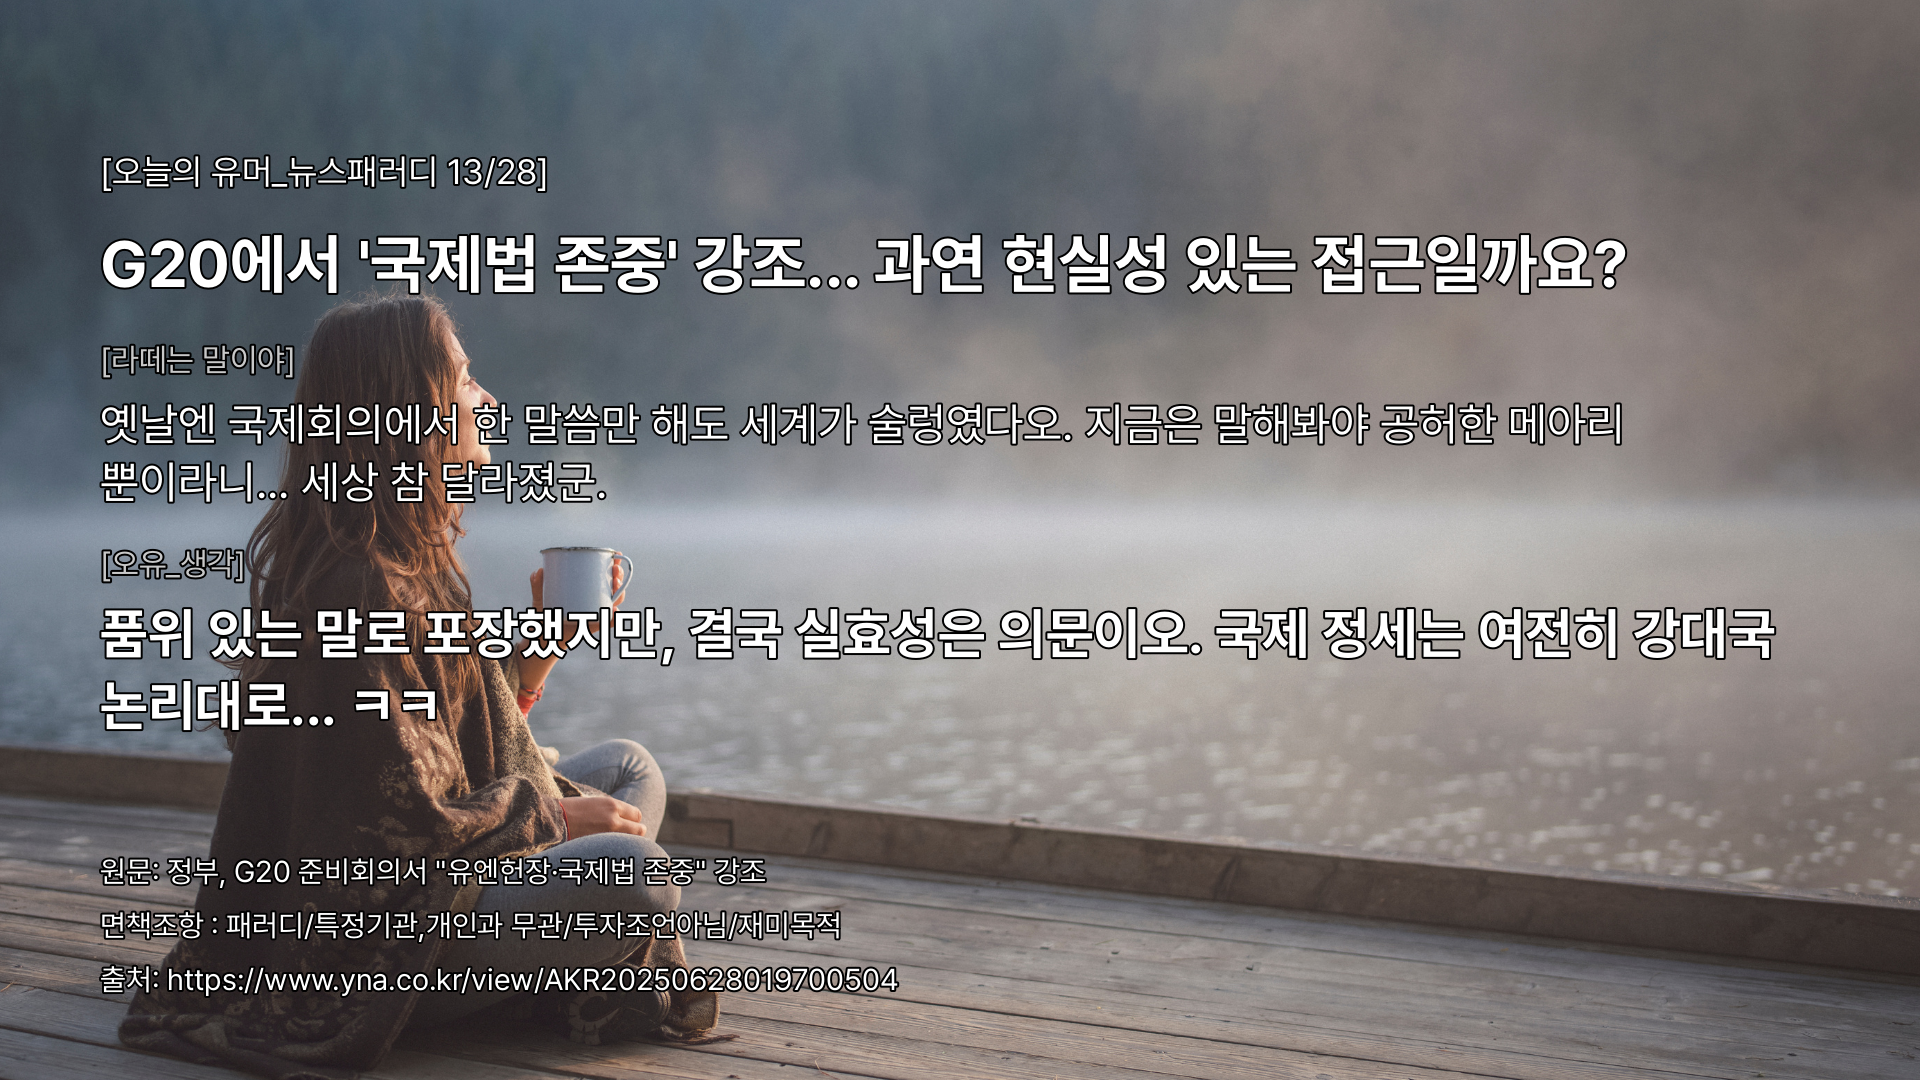 [오늘의 유머_뉴스패러디 13/28]
G20에서 '국제법 존중' 강조... 과연 현실성 있는 접근일까요?
[라떼는 말이야]
옛날엔 국제회의에서 한 말씀만 해도 세계가 술렁였다오. 지금은 말해봐야 공허한 메아리
뿐이라니... 세상 참 달라졌군.
[오유_생각]
품위 있는 말로 포장했지만, 결국 실효성은 의문이오. 국제 정세는 여전히 강대국
논리대로... ㅋㅋ
원문: 정부, G20 준비회의서 "유엔헌장·국제법 존중" 강조
면책조항 : 패러디/특정기관,개인과 무관/투자조언아님/재미목적
출처: https://www.yna.co.kr/view/AKR20250628019700504